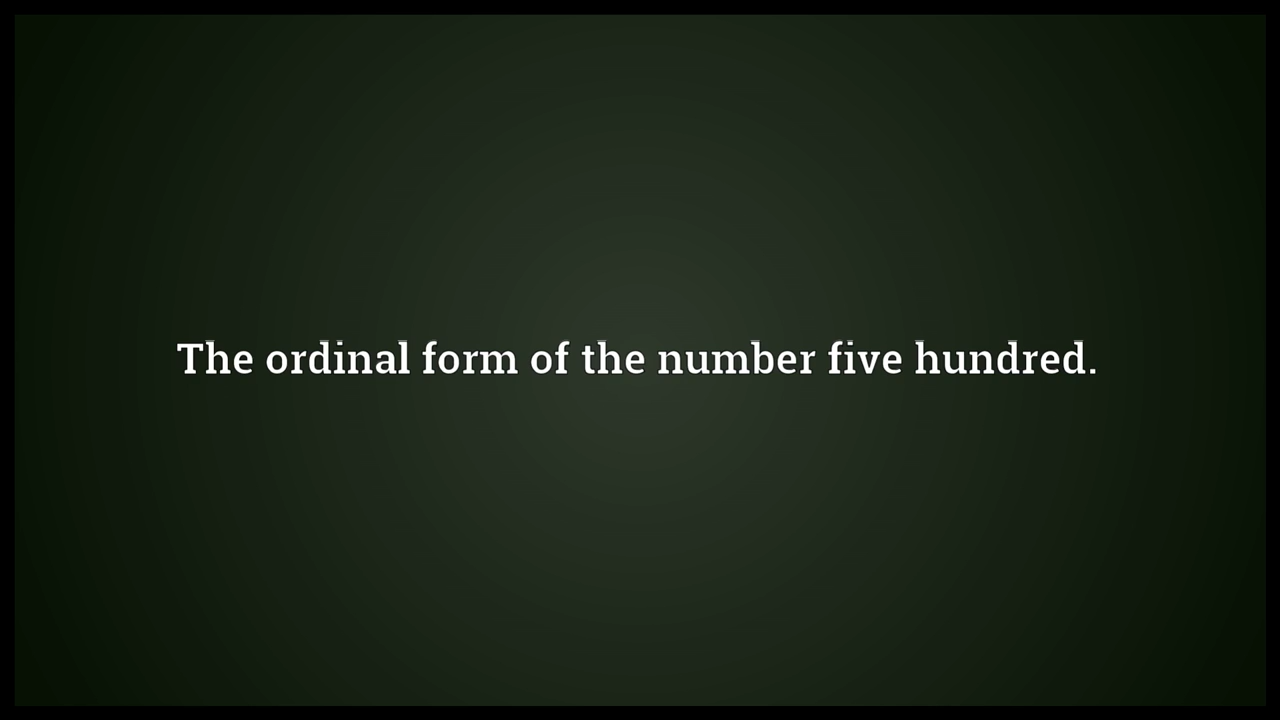 The ordinal form of the number five hundred.